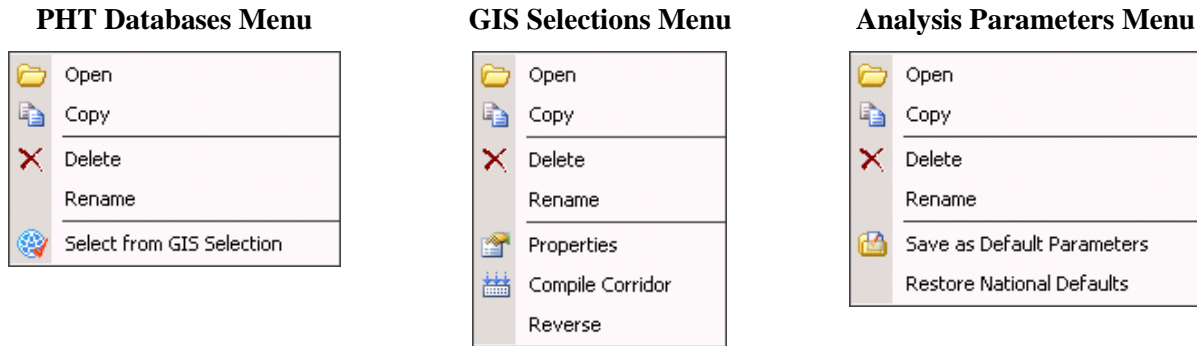 PHT Databases Menu
Open
Copy
Delete
Rename
Select from GIS Selection
GIS Selections Menu
Open
Copy
Delete
Rename
Properties
Compile Corridor
Reverse
Analysis Parameters Menu
Open
Copy
Delete
Rename
Save as Default Parameters
Restore National Defaults